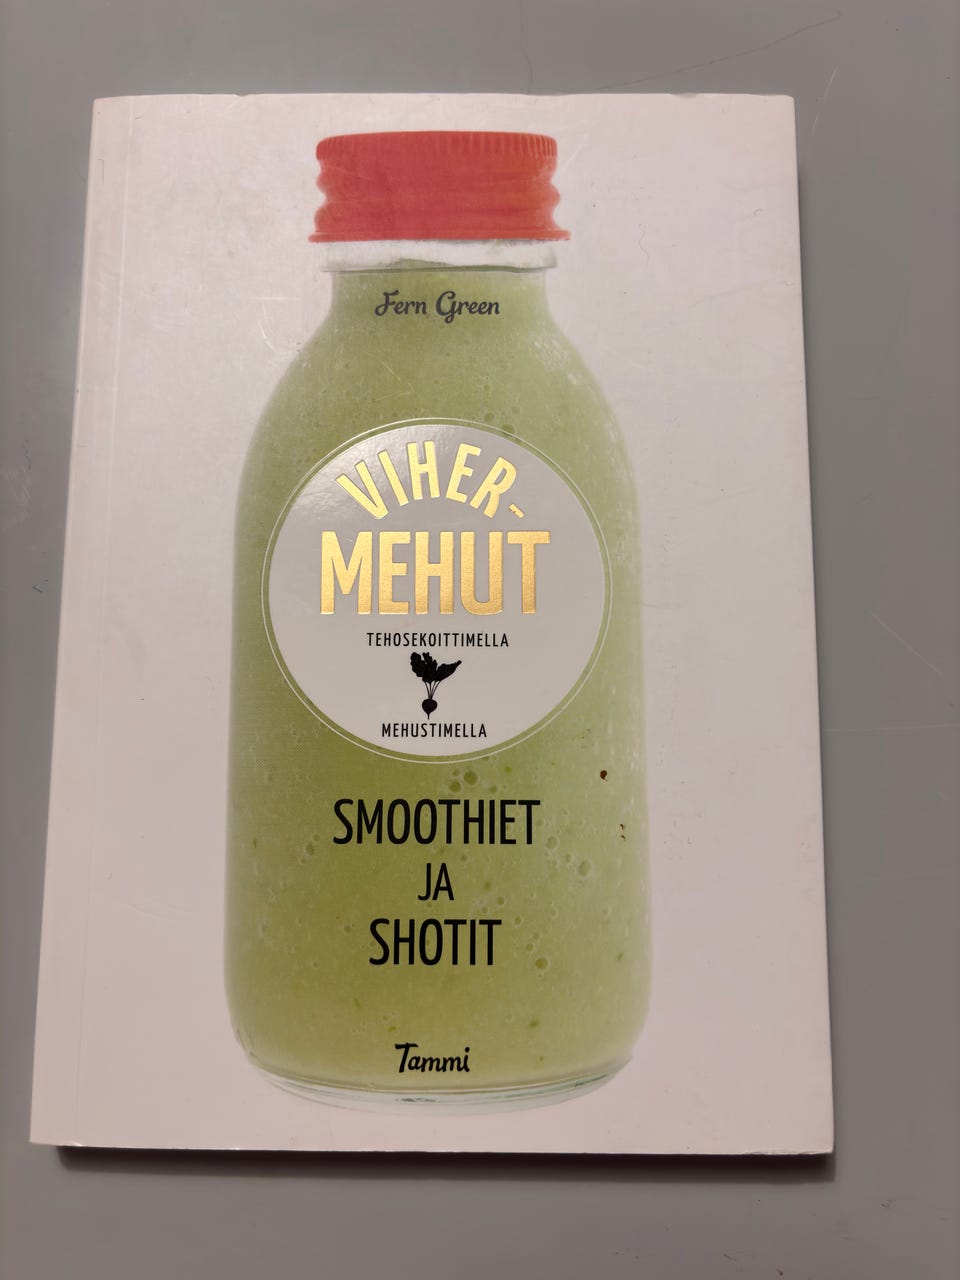 Fern Green
VIHER-
MEHUT
TEHOSEKOITTIMELLA
MEHUSTIMELLA
SMOOTHIET
JA
SHOTIT
Tammi